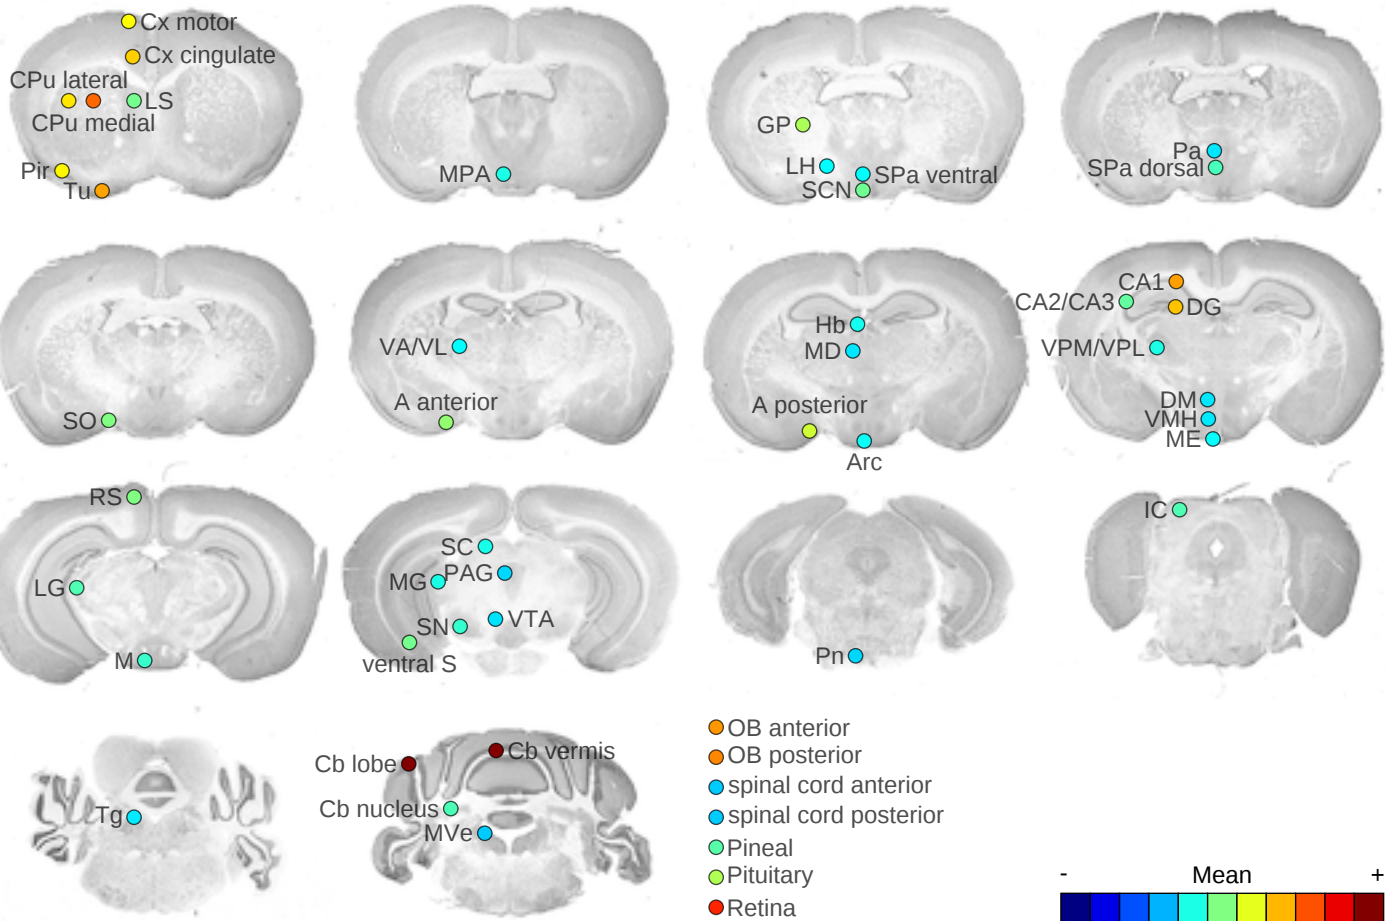 Cx motor
Cx cingulate
CPu lateral
LS
CPu medial
Pir
Tu
MPA
GP
LH
SPa ventral
SCN
Pa
SPa dorsal
SO
VA/VL
A anterior
Hb
MD
A posterior
Arc
CA1
CA2/CA3
DG
VPM/VPL
DM
VMH
ME
RS
LG
M
SC
PAG
MG
VTA
SN
ventral S
Pn
IC
Tg
Cb lobe
Cb vermis
Cb nucleus
MVe
OB anterior
OB posterior
spinal cord anterior
spinal cord posterior
Pineal
Pituitary
Retina
- Mean +